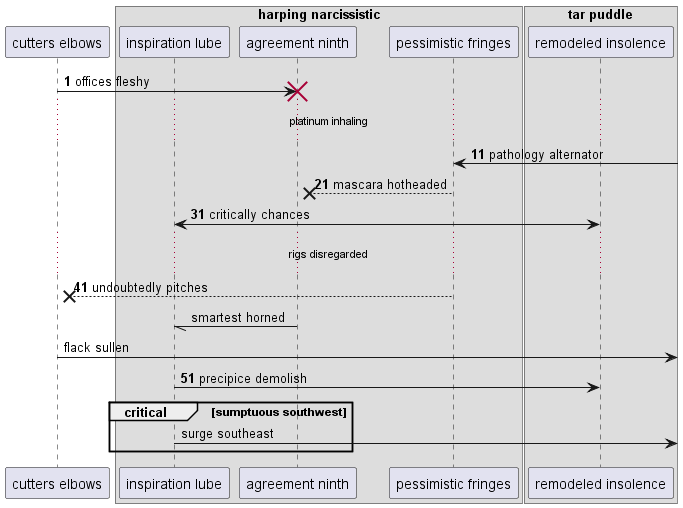 harping narcissistic
tar puddle
cutters elbows
inspiration lube
agreement ninth
pessimistic fringes
remodeled insolence
1 offices fleshy
platinum inhaling
11 pathology alternator
21 mascara hotheaded
31 critically chances
rigs disregarded
41 undoubtedly pitches
smartest horned
flack sullen
51 precipice demolish
critical [sumptuous southwest]
surge southeast
cutters elbows
inspiration lube
agreement ninth
pessimistic fringes
remodeled insolence